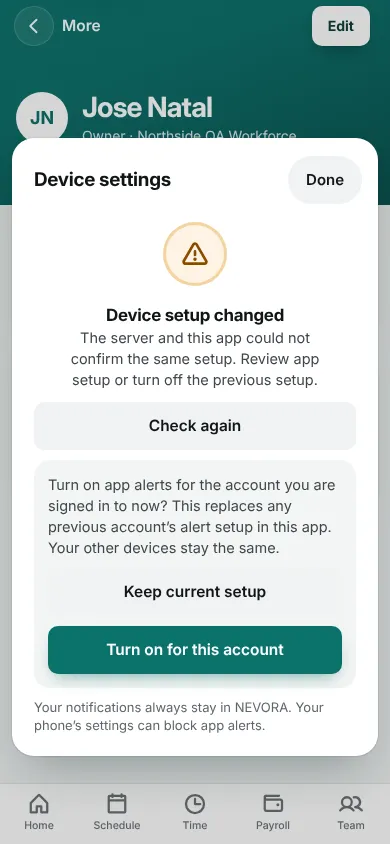 More
Edit
JN
Jose Natal
Owner · Northside QA Workforce
Device settings
Done
Device setup changed
The server and this app could not
confirm the same setup. Review app
setup or turn off the previous setup.
Check again
Turn on app alerts for the account you are
signed in to now? This replaces any
previous account’s alert setup in this app.
Your other devices stay the same.
Keep current setup
Turn on for this account
Your notifications always stay in NEVORA. Your
phone’s settings can block app alerts.
Home
Schedule
Time
Payroll
Team